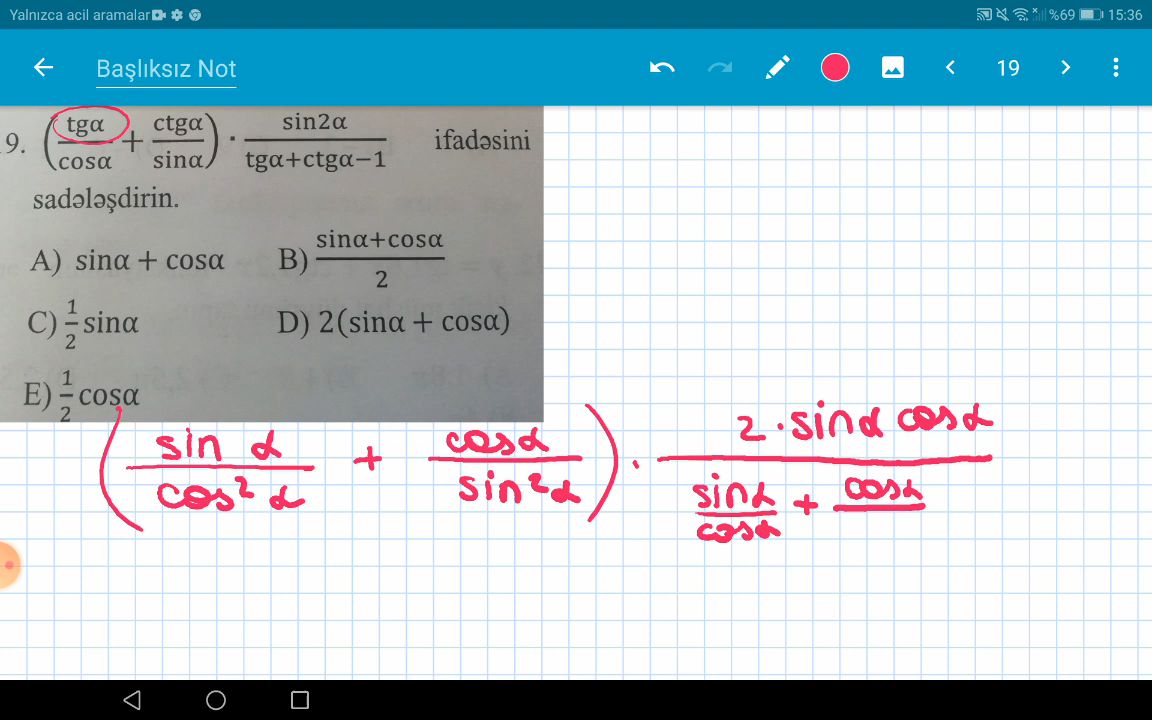 Yalnızca acil aramalar %69 15:36
Başlıksız Not 19
9. (tgα/cosα + ctgα/sinα) · sin2α/(tgα+ctgα−1) ifadəsini
sadələşdirin.
A) sinα + cosα B) (sinα+cosα)/2
C) 1/2 sinα D) 2(sinα + cosα)
E) 1/2 cosα
(sin α/cos² α + cosα/sin²α) · 2·sinα cosα/(sinα/cosα + cosα/)